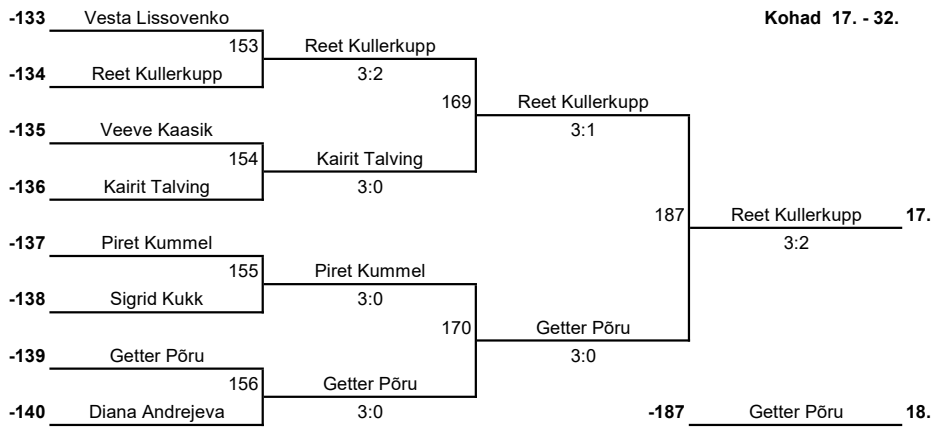 -133 Vesta Lissovenko Kohad 17. - 32.
153 Reet Kullerkupp
-134 Reet Kullerkupp 3:2
169 Reet Kullerkupp
-135 Veeve Kaasik 3:1
154 Kairit Talving
-136 Kairit Talving 3:0
187 Reet Kullerkupp 17.
-137 Piret Kummel 3:2
155 Piret Kummel
-138 Sigrid Kukk 3:0
170 Getter Põru
-139 Getter Põru 3:0
156 Getter Põru
-140 Diana Andrejeva 3:0 -187 Getter Põru 18.